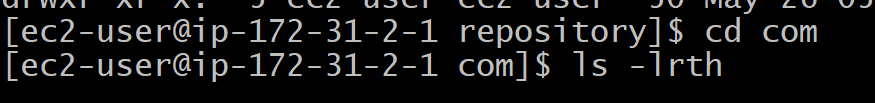 [ec2-user@ip-172-31-2-1 repository]$ cd com
[ec2-user@ip-172-31-2-1 com]$ ls -lrth